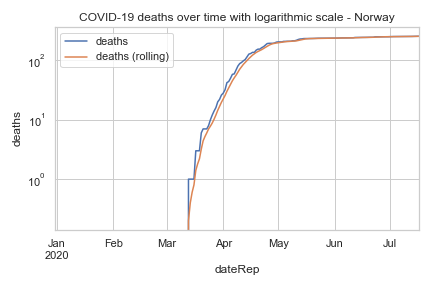 COVID-19 deaths over time with logarithmic scale - Norway
deaths
deaths (rolling)
10²
10¹
10⁰
deaths
Jan Feb Mar Apr May Jun Jul
2020
dateRep